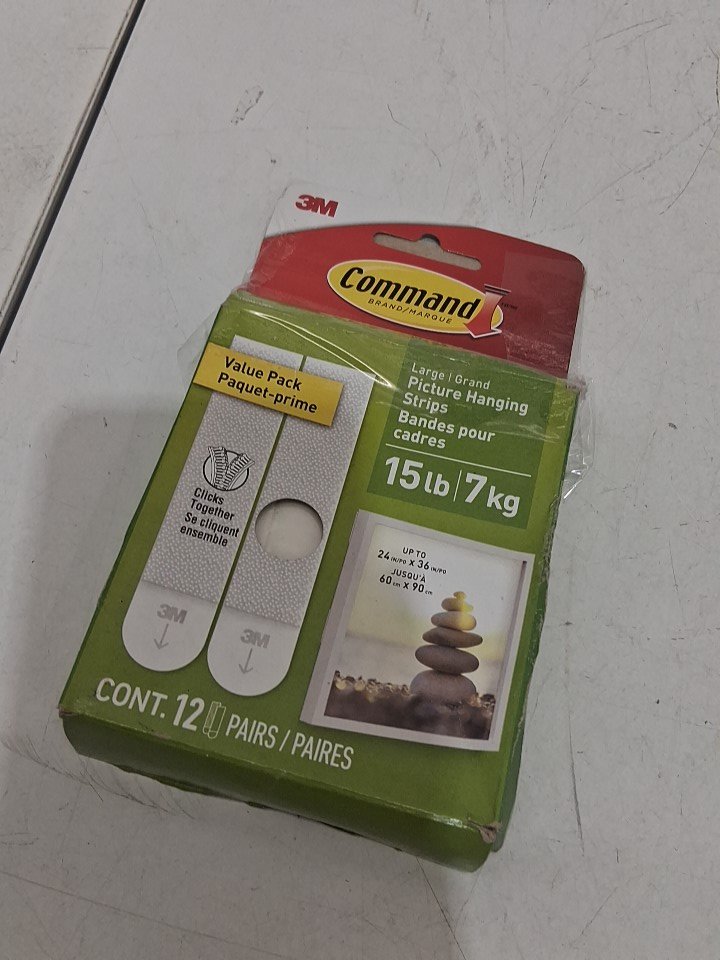 3M
Command
BRAND/MARQUE
Value Pack
Paquet-prime
Large | Grand
Picture Hanging
Strips
Bandes pour
cadres
15 lb | 7 kg
Clicks
Together
Se cliquent
ensemble
UP TO
24 IN/PO X 36 IN/PO
JUSQU'À
60 cm X 90 cm
3M
3M
CONT. 12 PAIRS / PAIRES